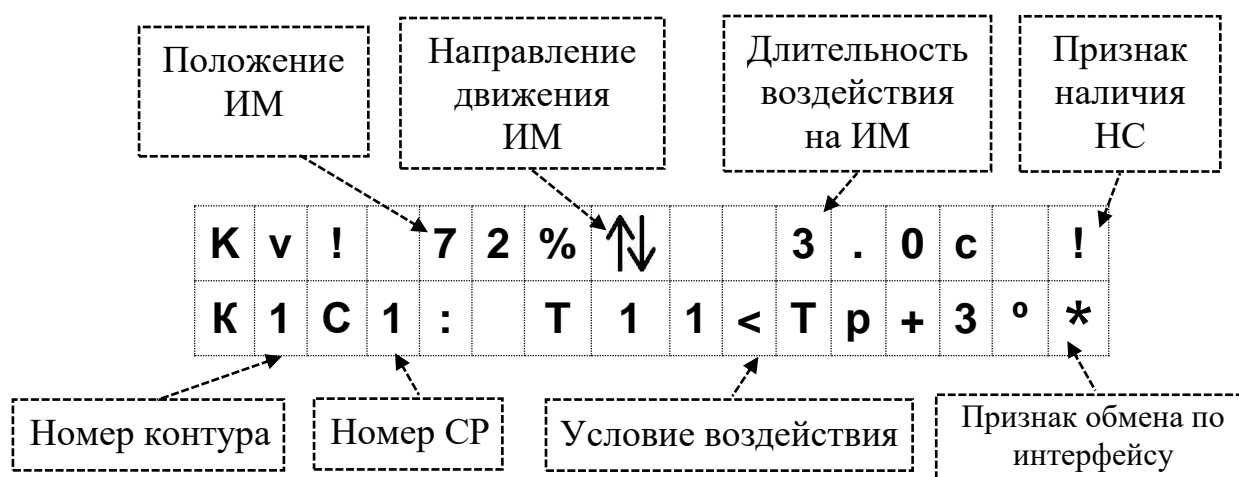 Положение
ИМ
Направление
движения
ИМ
Длительность
воздействия
на ИМ
Признак
наличия
НС
K v ! 7 2 % ↑↓ 3 . 0 c !
К 1 С 1 : Т 1 1 < Т р + 3 º *
Номер контура
Номер СР
Условие воздействия
Признак обмена по
интерфейсу